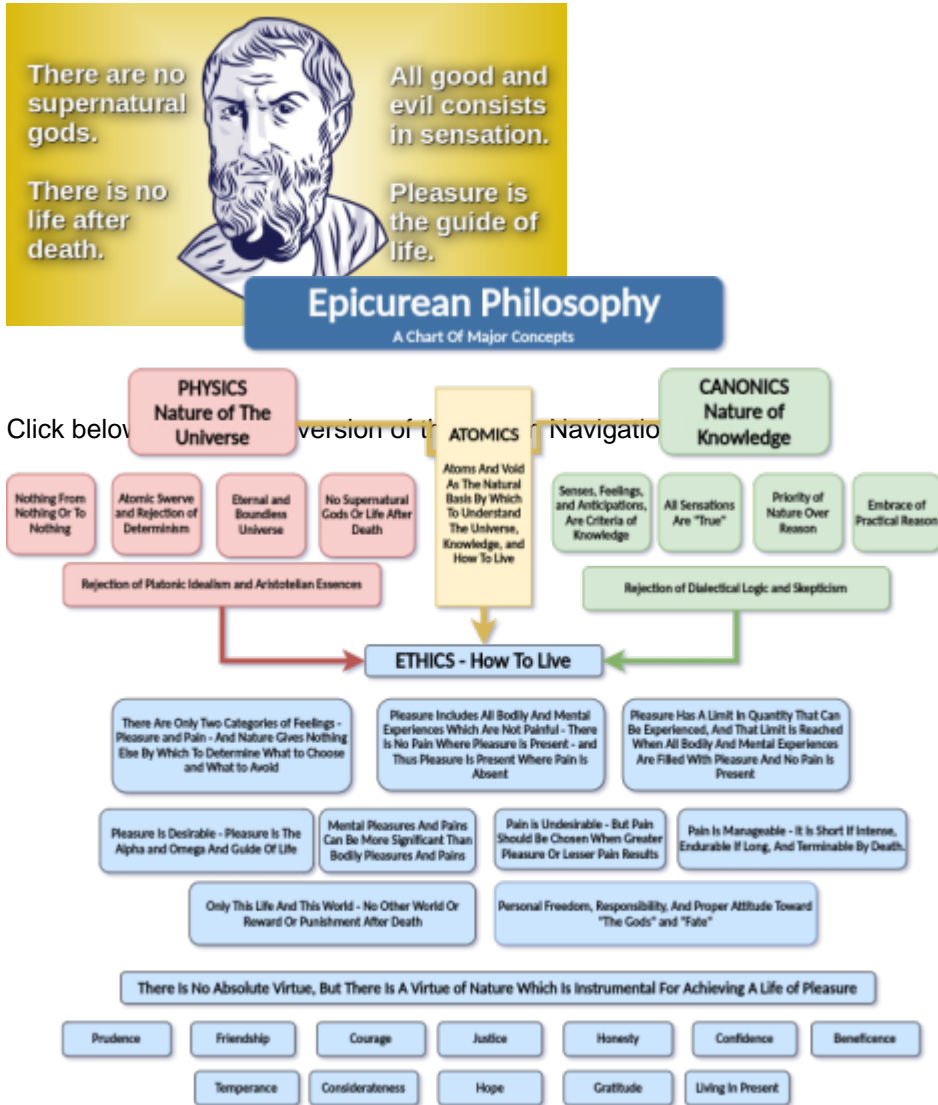 There are no
supernatural
gods.
There is no
life after
death.
All good and
evil consists
in sensation.
Pleasure is
the guide of
life.
Epicurean Philosophy
A Chart Of Major Concepts
PHYSICS
Nature of The
Universe
CANONICS
Nature of
Knowledge
Click below version of th Navigatio
ATOMICS
Atoms And Void
As The Natural
Basis By Which
To Understand
The Universe,
Knowledge, and
How To Live
Nothing From
Nothing Or To
Nothing
Atomic Swerve
and Rejection of
Determinism
Eternal and
Boundless
Universe
No Supernatural
Gods Or Life After
Death
Senses, Feelings,
and Anticipations,
Are Criteria of
Knowledge
All Sensations
Are "True"
Priority of
Nature Over
Reason
Embrace of
Practical Reason
Rejection of Platonic Idealism and Aristotelian Essences
Rejection of Dialectical Logic and Skepticism
ETHICS - How To Live
There Are Only Two Categories of Feelings -
Pleasure and Pain - And Nature Gives Nothing
Else By Which To Determine What to Choose
and What to Avoid
Pleasure Includes All Bodily And Mental
Experiences Which Are Not Painful - There
Is No Pain Where Pleasure Is Present - and
Thus Pleasure Is Present Where Pain Is
Absent
Pleasure Has A Limit In Quantity That Can
Be Experienced, And That Limit Is Reached
When All Bodily And Mental Experiences
Are Filled With Pleasure And No Pain Is
Present
Pleasure Is Desirable - Pleasure Is The
Alpha and Omega And Guide Of Life
Mental Pleasures And Pains
Can Be More Significant Than
Bodily Pleasures And Pains
Pain Is Undesirable - But Pain
Should Be Chosen When Greater
Pleasure Or Lesser Pain Results
Pain Is Manageable - It Is Short If Intense,
Endurable If Long, And Terminable By Death.
Only This Life And This World - No Other World Or
Reward Or Punishment After Death
Personal Freedom, Responsibility, And Proper Attitude Toward
"The Gods" and "Fate"
There Is No Absolute Virtue, But There Is A Virtue of Nature Which Is Instrumental For Achieving A Life of Pleasure
Prudence
Friendship
Courage
Justice
Honesty
Confidence
Beneficence
Temperance
Considerateness
Hope
Gratitude
Living In Present